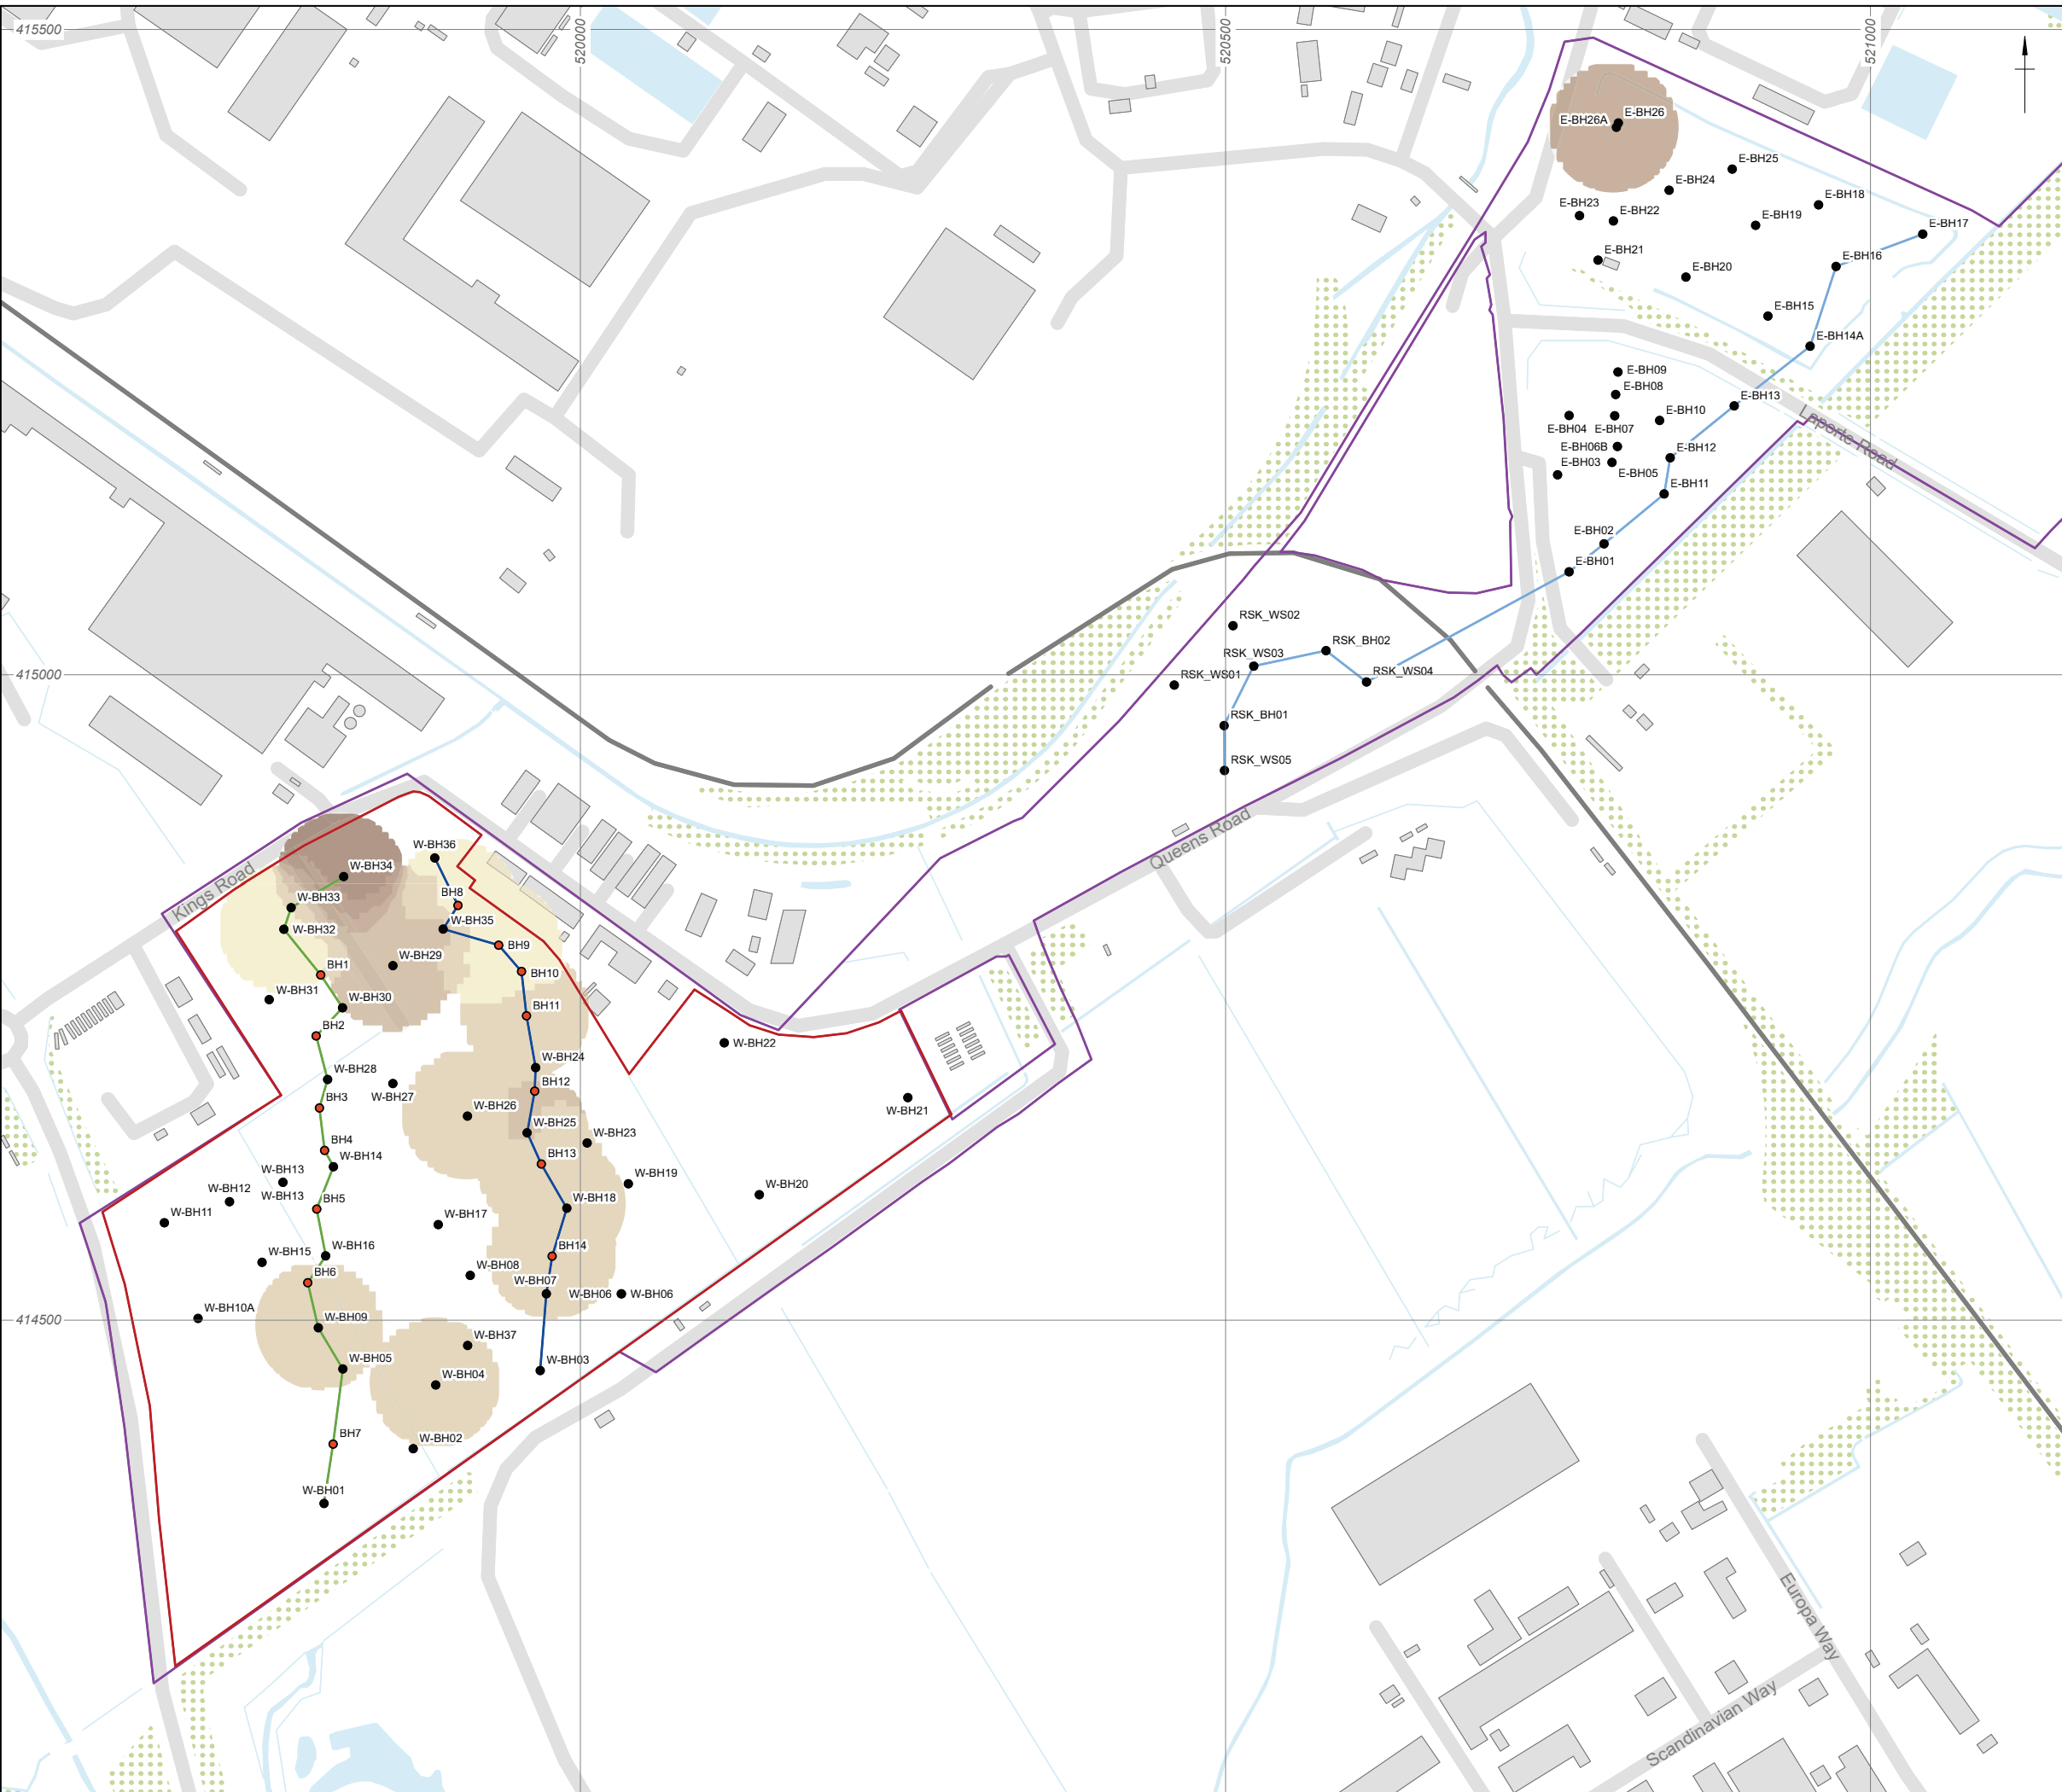 415500
520000
520500
521000
E-BH26
E-BH26A
E-BH25
E-BH24
E-BH18
E-BH23
E-BH22
E-BH19
E-BH17
E-BH21
E-BH16
E-BH20
E-BH15
E-BH14A
E-BH09
E-BH08
E-BH13
E-BH10
E-BH04
E-BH07
Laporte Road
E-BH06B
E-BH12
E-BH03
E-BH05
E-BH11
E-BH02
E-BH01
RSK_WS02
RSK_BH02
RSK_WS03
415000
RSK_WS01
RSK_WS04
RSK_BH01
RSK_WS05
Queens Road
W-BH36
W-BH34
Kings Road
BH8
W-BH33
W-BH35
W-BH32
BH9
W-BH29
BH1
BH10
W-BH31
W-BH30
BH11
BH2
W-BH22
W-BH24
W-BH28
BH12
W-BH27
BH3
W-BH26
W-BH21
W-BH25
W-BH23
BH4
W-BH14
BH13
W-BH13
W-BH19
W-BH12
W-BH13
W-BH20
BH5
W-BH18
W-BH11
W-BH17
W-BH16
BH14
W-BH15
W-BH08
BH6
W-BH07
W-BH06
W-BH06
W-BH10A
414500
W-BH09
W-BH37
W-BH03
W-BH05
W-BH04
BH7
W-BH02
W-BH01
Europa Way
Scandinavian Way